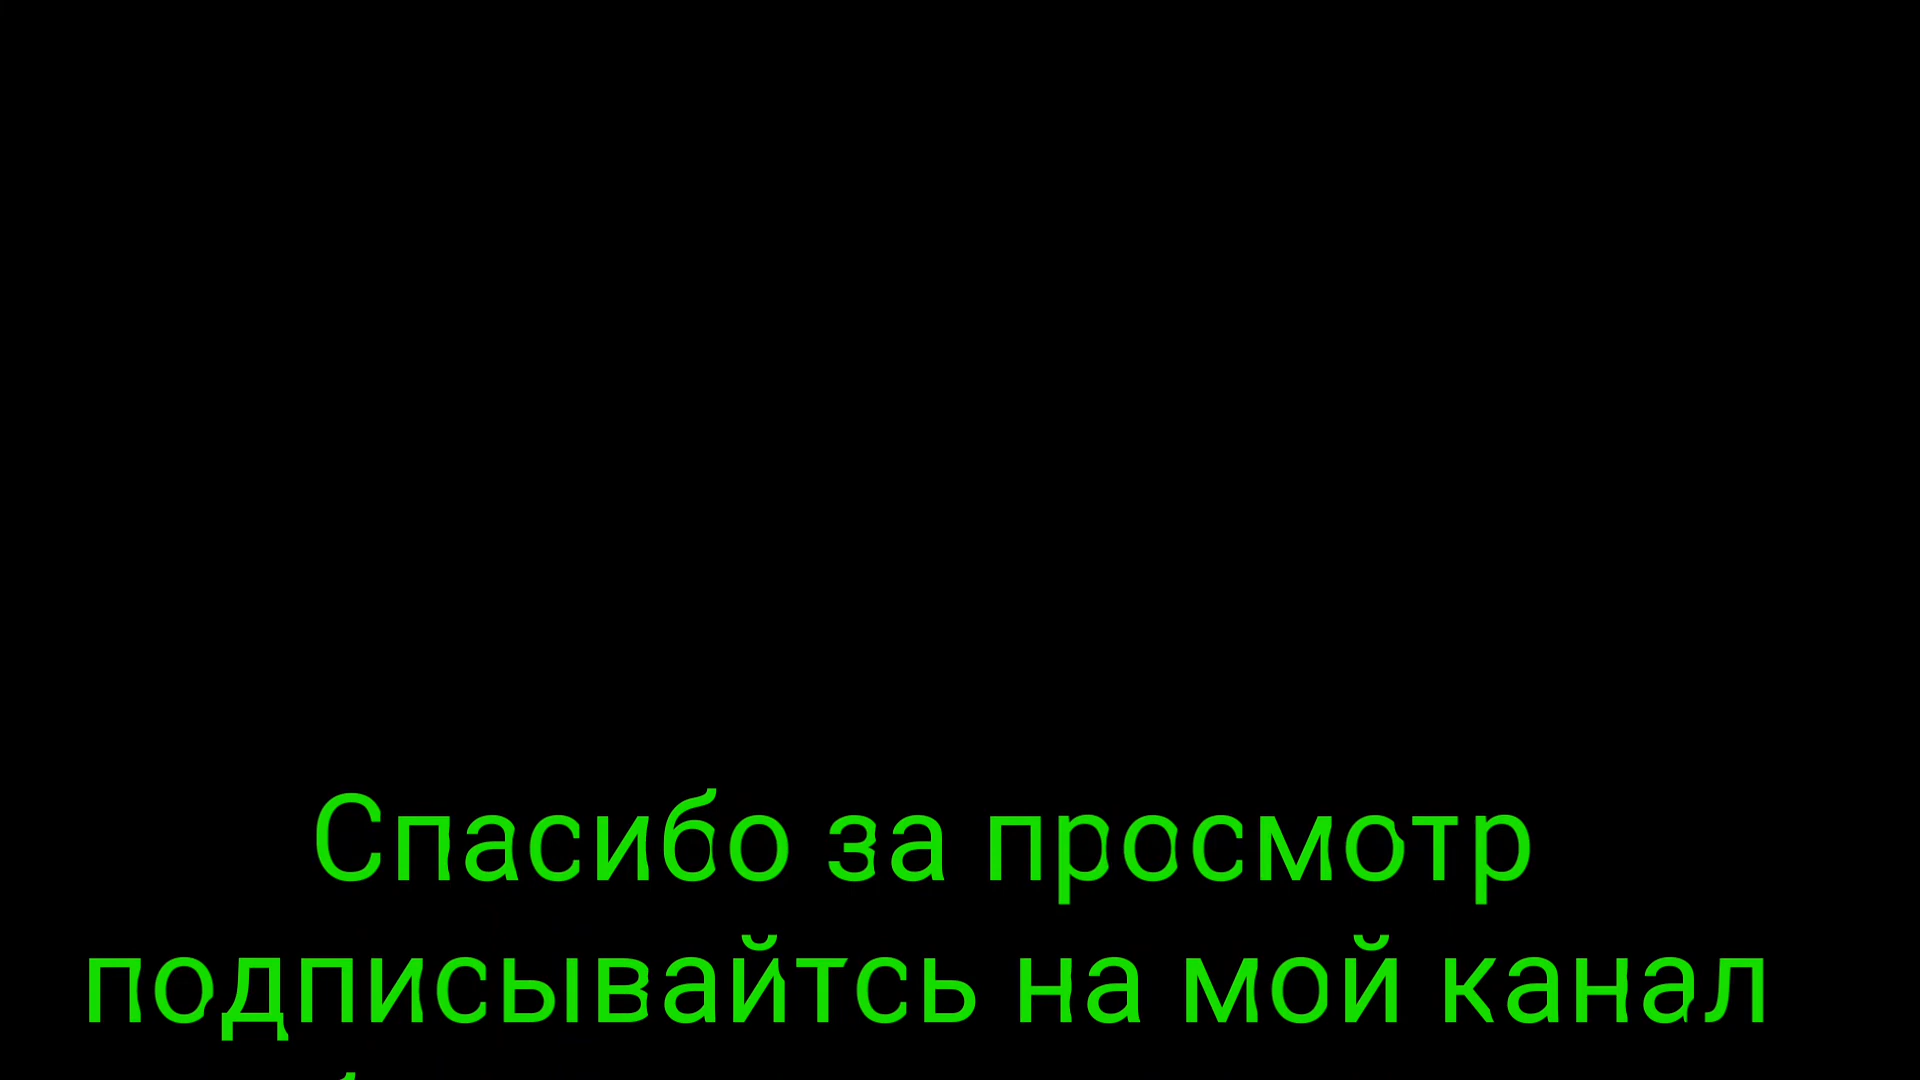 Спасибо за просмотр
подписывайтсь на мой канал